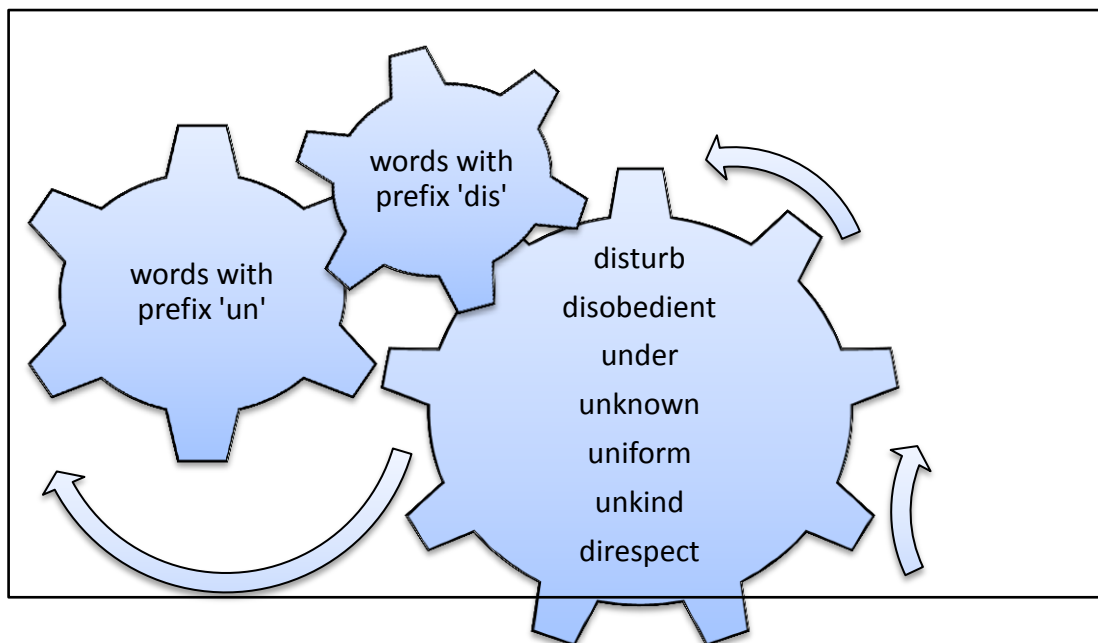 words with
prefix 'dis'
words with
prefix 'un'
disturb
disobedient
under
unknown
uniform
unkind
direspect